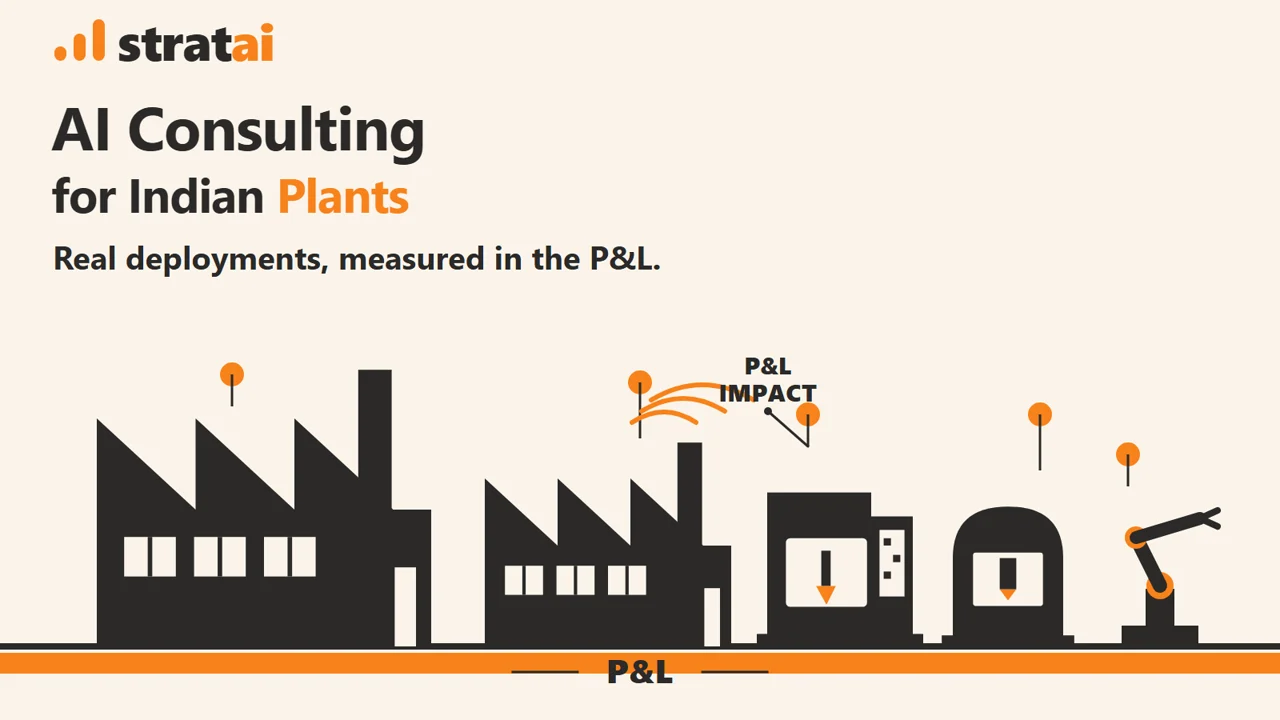 stratai
AI Consulting
for Indian Plants
Real deployments, measured in the P&L.
P&L
IMPACT
P&L